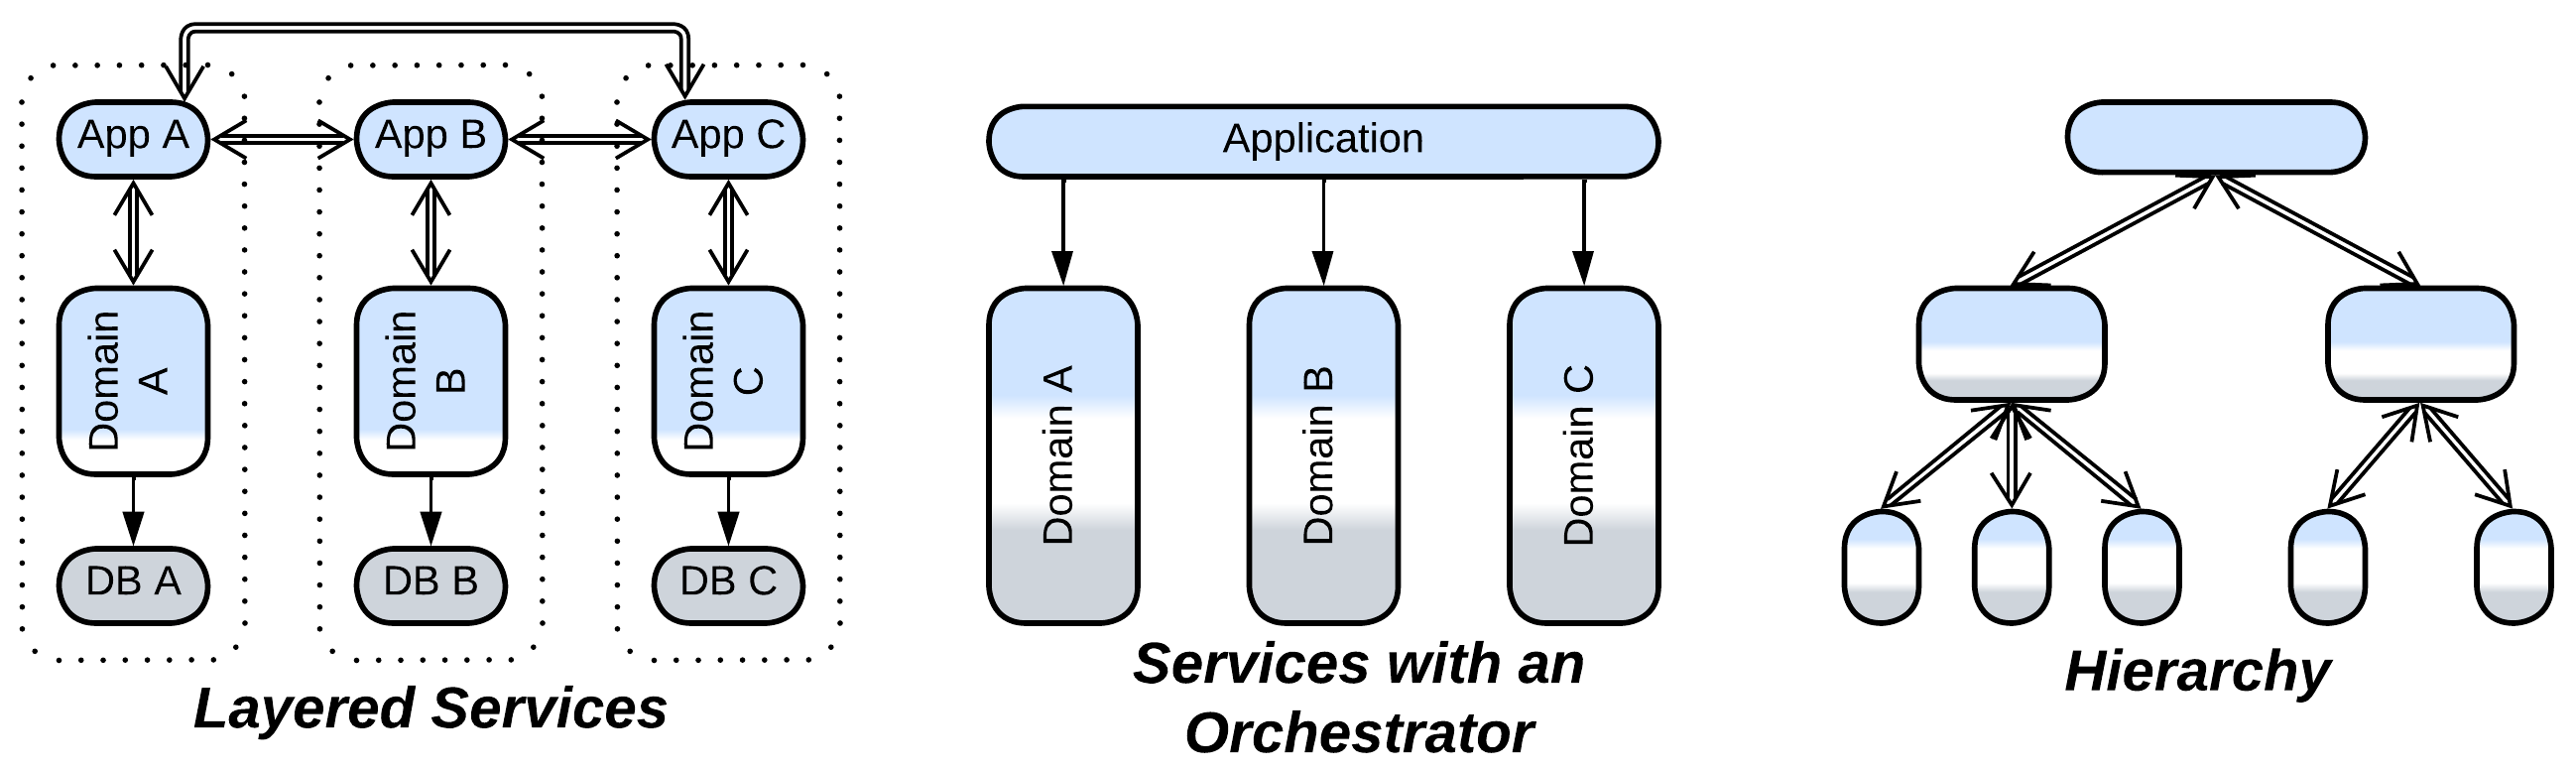 App A
App B
App C
Domain
A
Domain
B
Domain
C
DB A
DB B
DB C
Layered Services
Application
Domain A
Domain B
Domain C
Services with an
Orchestrator
Hierarchy